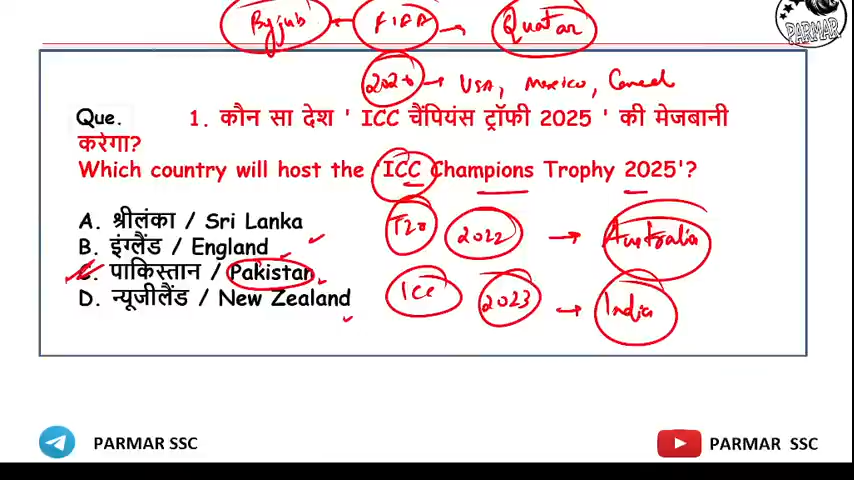 Byjub ← FIFA → Quatar
PARMAR
2026 → USA, Mexico, Canad
Que. 1. कौन सा देश ' ICC चैंपियंस ट्रॉफी 2025 ' की मेजबानी
करेगा?
Which country will host the 'ICC Champions Trophy 2025'?
A. श्रीलंका / Sri Lanka
T20 2022 → Australia
B. इंग्लैंड / England
C. पाकिस्तान / Pakistan
ICC 2023 → India
D. न्यूजीलैंड / New Zealand
PARMAR SSC
PARMAR SSC